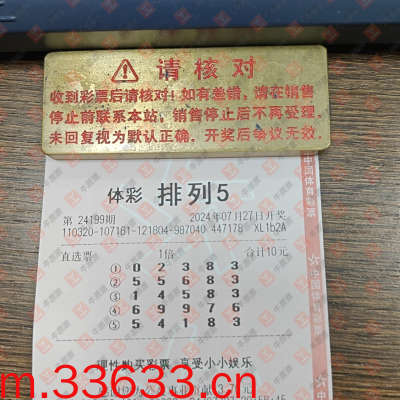 ⚠ 请核对
收到彩票后请核对!如有差错,请在销售
停止前联系本站,销售停止后不再受理,
未回复视为默认正确。开奖后争议无效。
体彩 排列5
第 24199期 2024年07月27日开奖
110320-107161-121804-987040 447178 XL1b2A
直选票 1倍 合计10元
① 0 2 3 8 3
② 5 5 6 8 3
③ 1 4 5 8 3
④ 6 9 9 7 6
⑤ 5 4 1 8 3
理性购买彩票 享受小小娱乐
中国体育彩票
m.33633.cn